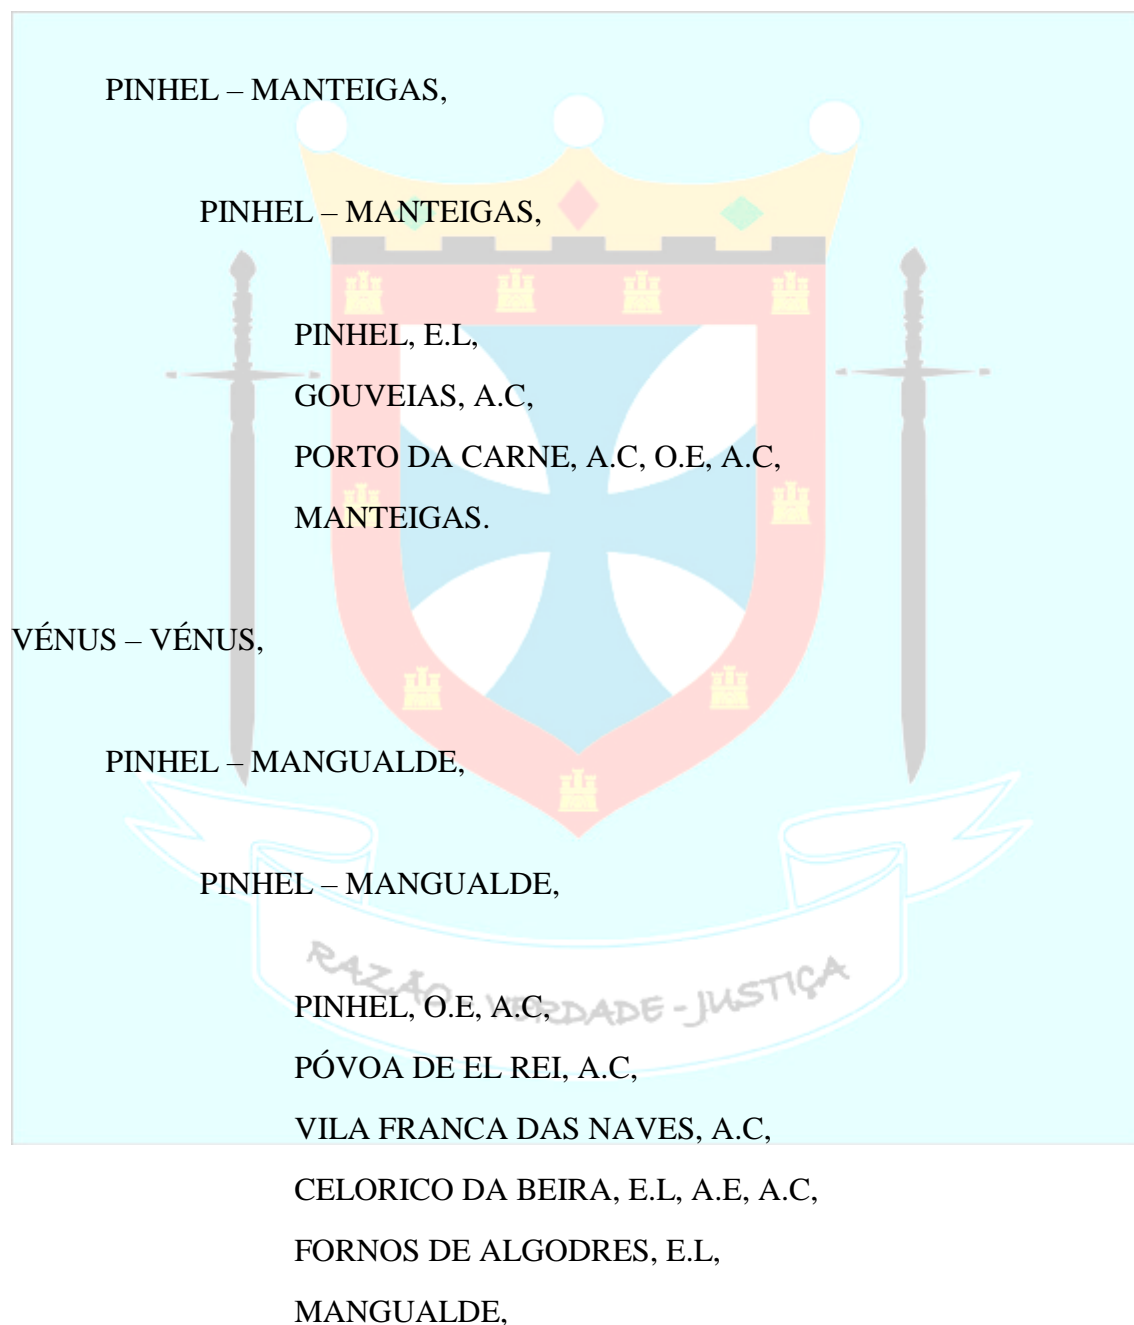 PINHEL – MANTEIGAS,
PINHEL – MANTEIGAS,
PINHEL, E.L,
GOUVEIAS, A.C,
PORTO DA CARNE, A.C, O.E, A.C,
MANTEIGAS.
VÉNUS – VÉNUS,
PINHEL – MANGUALDE,
PINHEL – MANGUALDE,
RAZÃO - VERDADE - JUSTIÇA
PINHEL, O.E, A.C,
PÓVOA DE EL REI, A.C,
VILA FRANCA DAS NAVES, A.C,
CELORICO DA BEIRA, E.L, A.E, A.C,
FORNOS DE ALGODRES, E.L,
MANGUALDE,